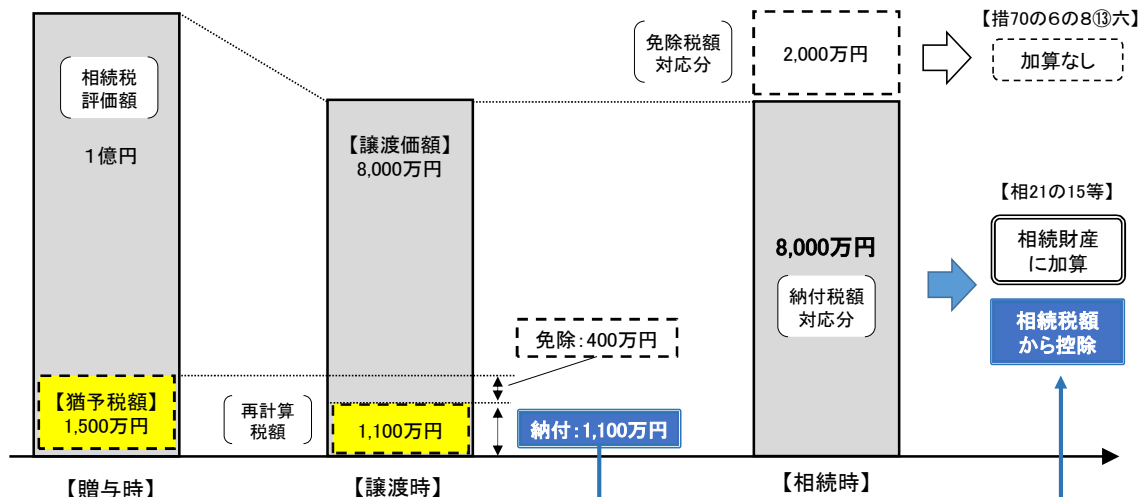 【措70の6の8⑬六】
免除税額
対応分
2,000万円
加算なし
相続税
評価額
1億円
【譲渡価額】
8,000万円
【相21の15等】
相続財産
に加算
8,000万円
納付税額
対応分
相続税額
から控除
免除：400万円
【猶予税額】
1,500万円
再計算
税額
1,100万円
納付：1,100万円
【贈与時】
【譲渡時】
【相続時】